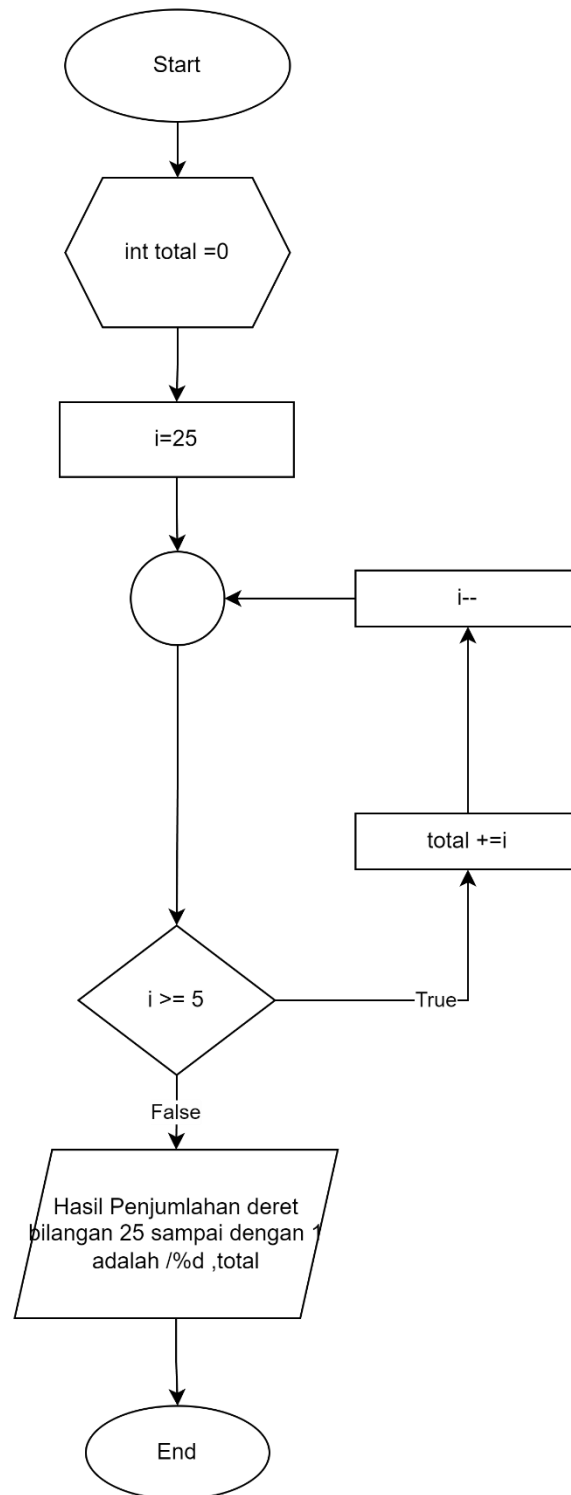 Start
int total =0
i=25
i--
total +=i
i >= 5
True
False
Hasil Penjumlahan deret
bilangan 25 sampai dengan 1
adalah /%d ,total
End